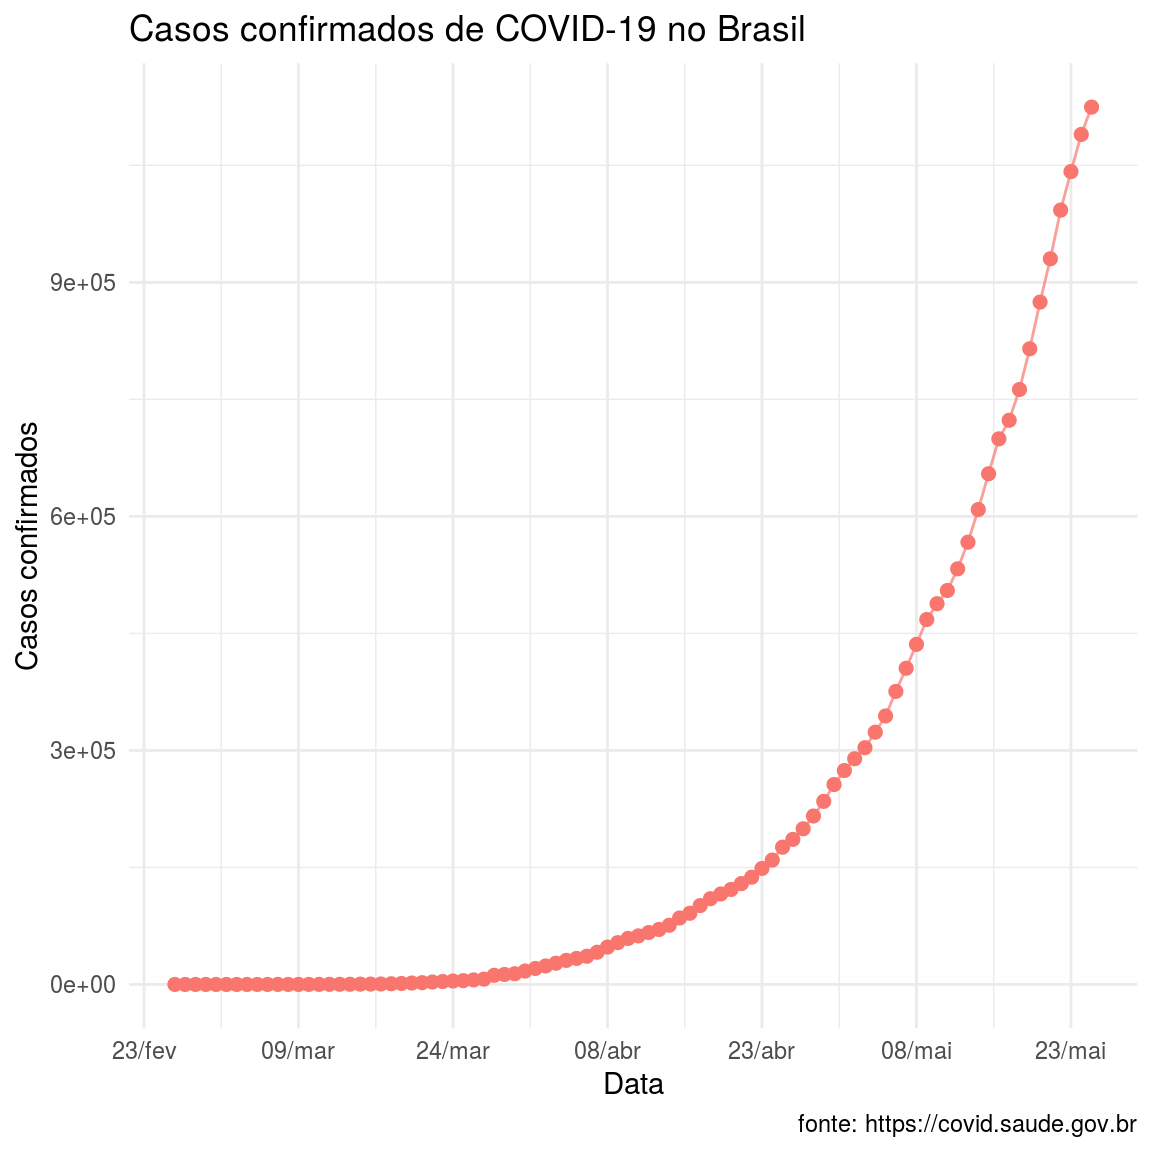 Casos confirmados de COVID-19 no Brasil
Casos confirmados
9e+05
6e+05
3e+05
0e+00
23/fev 09/mar 24/mar 08/abr 23/abr 08/mai 23/mai
Data
fonte: https://covid.saude.gov.br